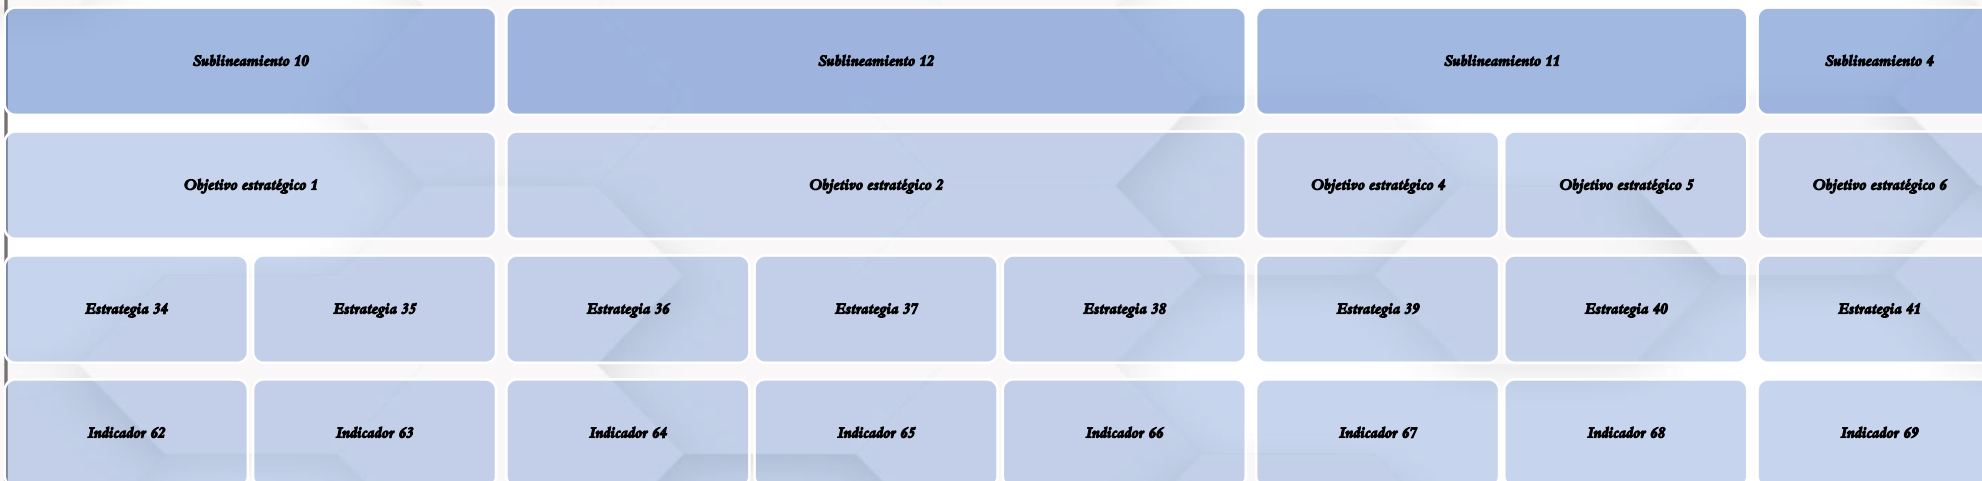 Sublineamiento 10
Sublineamiento 12
Sublineamiento 11
Sublineamiento 4
Objetivo estratégico 1
Objetivo estratégico 2
Objetivo estratégico 4
Objetivo estratégico 5
Objetivo estratégico 6
Estrategia 34
Estrategia 35
Estrategia 36
Estrategia 37
Estrategia 38
Estrategia 39
Estrategia 40
Estrategia 41
Indicador 62
Indicador 63
Indicador 64
Indicador 65
Indicador 66
Indicador 67
Indicador 68
Indicador 69